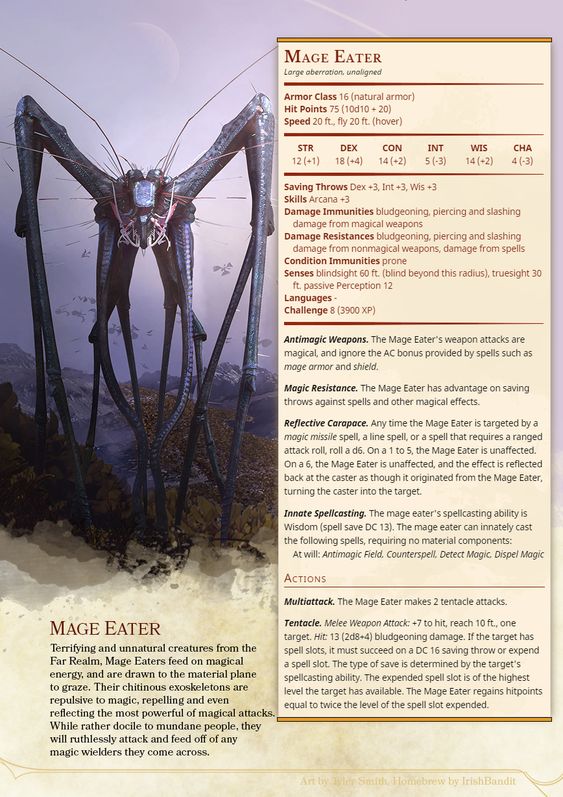 Mage Eater
Large aberration, unaligned
Armor Class 16 (natural armor)
Hit Points 75 (10d10 + 20)
Speed 20 ft., fly 20 ft. (hover)
STR DEX CON INT WIS CHA
12 (+1) 18 (+4) 14 (+2) 5 (-3) 14 (+2) 4 (-3)
Saving Throws Dex +3, Int +3, Wis +3
Skills Arcana +3
Damage Immunities bludgeoning, piercing and slashing
damage from magical weapons
Damage Resistances bludgeoning, piercing and slashing
damage from nonmagical weapons, damage from spells
Condition Immunities prone
Senses blindsight 60 ft. (blind beyond this radius), truesight 30
ft. passive Perception 12
Languages -
Challenge 8 (3900 XP)
Antimagic Weapons. The Mage Eater's weapon attacks are
magical, and ignore the AC bonus provided by spells such as
mage armor and shield.
Magic Resistance. The Mage Eater has advantage on saving
throws against spells and other magical effects.
Reflective Carapace. Any time the Mage Eater is targeted by a
magic missile spell, a line spell, or a spell that requires a ranged
attack roll, roll a d6. On a 1 to 5, the Mage Eater is unaffected.
On a 6, the Mage Eater is unaffected, and the effect is reflected
back at the caster as though it originated from the Mage Eater,
turning the caster into the target.
Innate Spellcasting. The mage eater's spellcasting ability is
Wisdom (spell save DC 13). The mage eater can innately cast
the following spells, requiring no material components:
At will: Antimagic Field, Counterspell, Detect Magic, Dispel Magic
Actions
Multiattack. The Mage Eater makes 2 tentacle attacks.
Tentacle. Melee Weapon Attack: +7 to hit, reach 10 ft., one
target. Hit: 13 (2d8+4) bludgeoning damage. If the target has
spell slots, it must succeed on a DC 16 saving throw or expend
a spell slot. The type of save is determined by the target's
spellcasting ability. The expended spell slot is of the highest
level the target has available. The Mage Eater regains hitpoints
equal to twice the level of the spell slot expended.
Mage Eater
Terrifying and unnatural creatures from the
Far Realm, Mage Eaters feed on magical
energy, and are drawn to the material plane
to graze. Their chitinous exoskeletons are
repulsive to magic, repelling and even
reflecting the most powerful of magical attacks.
While rather docile to mundane people, they
will ruthlessly attack and feed off of any
magic wielders they come across.
Art by Tyler Smith, Homebrew by IrishBandit